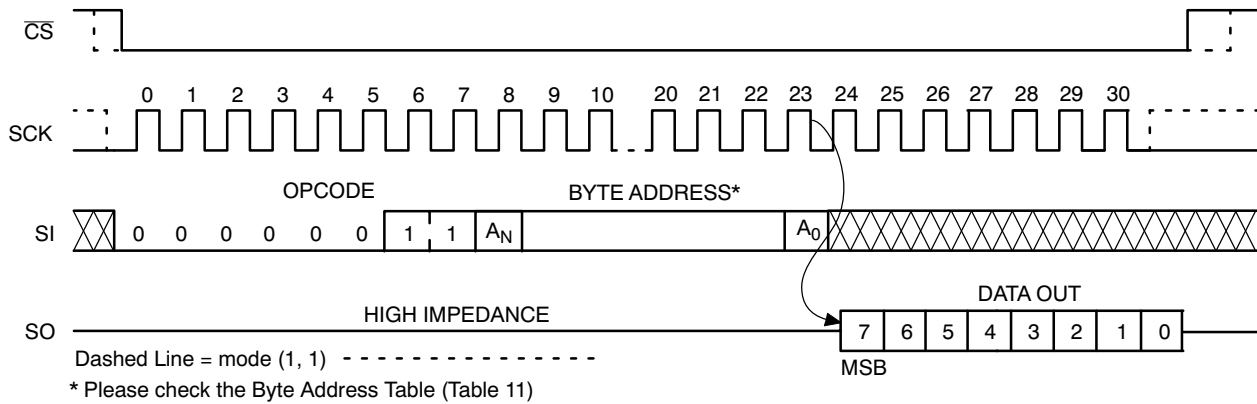 CS
0 1 2 3 4 5 6 7 8 9 10 20 21 22 23 24 25 26 27 28 29 30
SCK
OPCODE BYTE ADDRESS*
SI 0 0 0 0 0 0 1 1 AN A0
HIGH IMPEDANCE DATA OUT
SO 7 6 5 4 3 2 1 0
Dashed Line = mode (1, 1) - - - - - - - - - - - - - - - -
MSB
* Please check the Byte Address Table (Table 11)